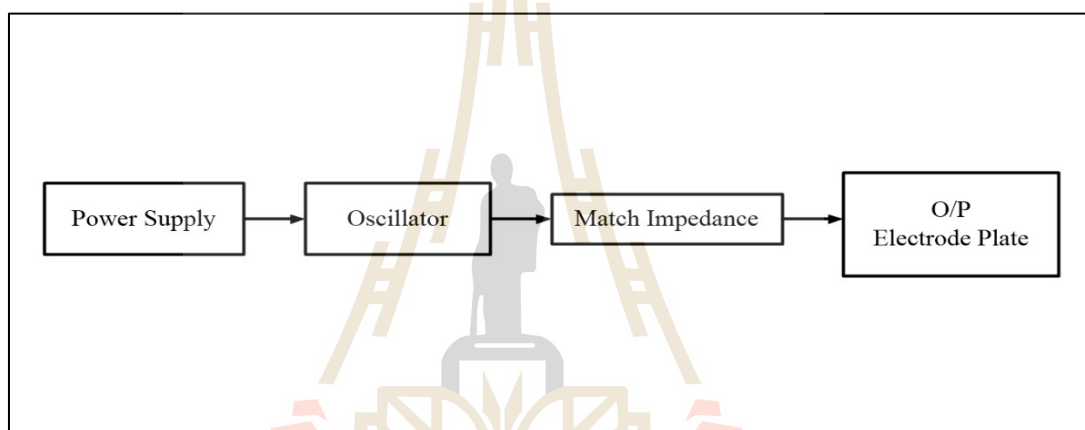 Power Supply
Oscillator
Match Impedance
O/P
Electrode Plate